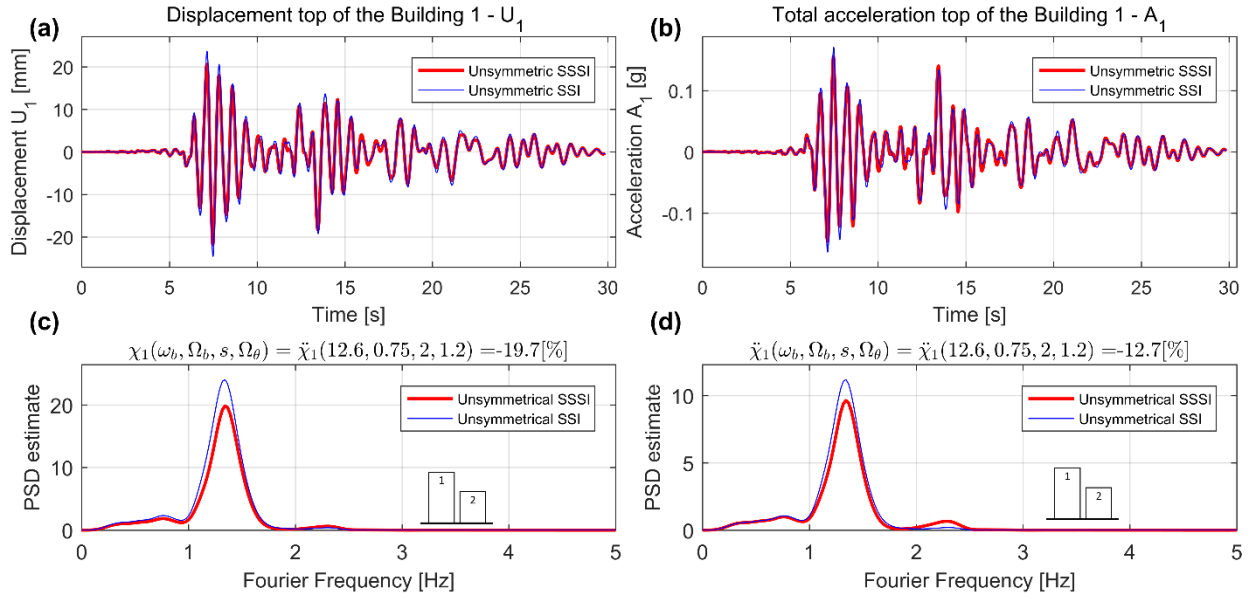 (a)
Displacement top of the Building 1 - U₁
Displacement U₁ [mm]
20
10
0
-10
-20
Unsymmetric SSSI
Unsymmetric SSI
0 5 10 15 20 25 30
Time [s]
(b)
Total acceleration top of the Building 1 - A₁
Acceleration A₁ [g]
0.1
0
-0.1
Unsymmetric SSSI
Unsymmetric SSI
0 5 10 15 20 25 30
Time [s]
(c)
χ₁(ω_b, Ω_b, s, Ω_θ) = χ̈₁(12.6, 0.75, 2, 1.2) =-19.7[%]
PSD estimate
20
10
0
Unsymmetrical SSSI
Unsymmetrical SSI
1
2
0 1 2 3 4 5
Fourier Frequency [Hz]
(d)
χ̈₁(ω_b, Ω_b, s, Ω_θ) = χ̈₁(12.6, 0.75, 2, 1.2) =-12.7[%]
PSD estimate
10
5
0
Unsymmetrical SSSI
Unsymmetrical SSI
1
2
0 1 2 3 4 5
Fourier Frequency [Hz]